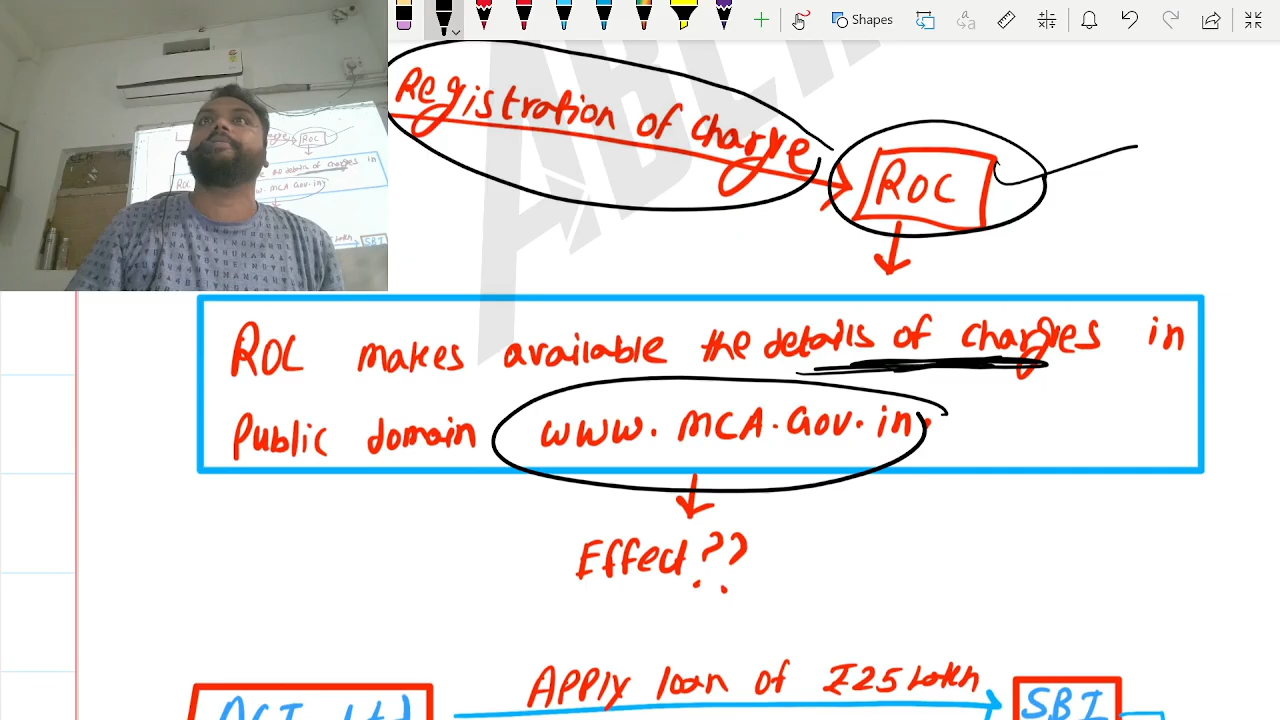 Shapes
Registration of charge
ROC
ROC makes available the details of charges in
Public domain www.MCA.Gov.in.
Effect??
Apply loan of ₹25 Lakh
SBI